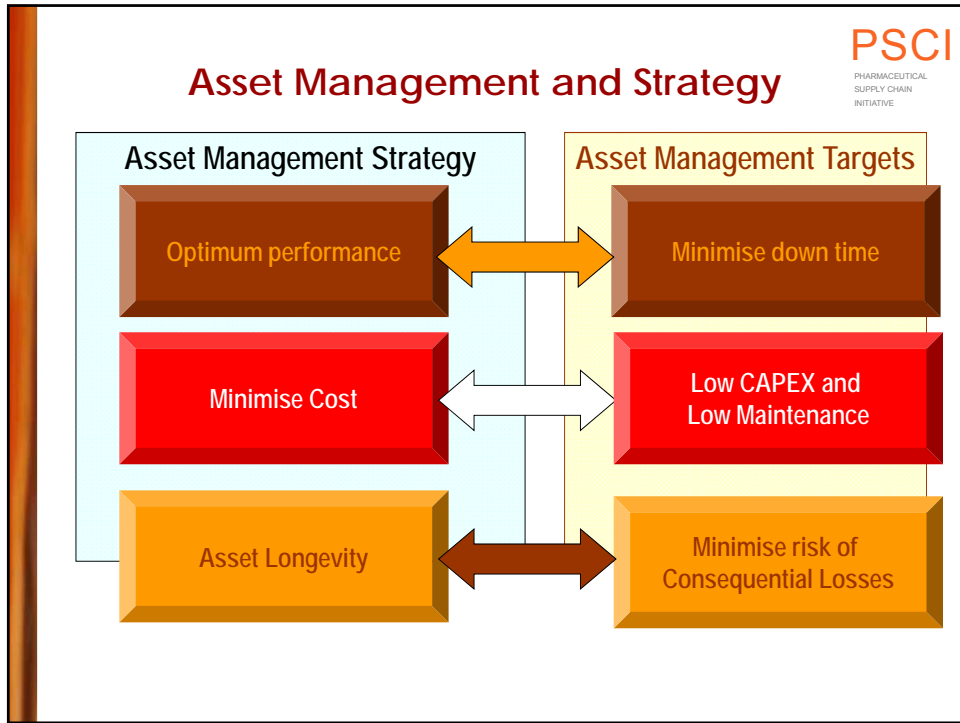 PSCI
PHARMACEUTICAL
SUPPLY CHAIN
INITIATIVE
Asset Management and Strategy
Asset Management Strategy
Asset Management Targets
Optimum performance
Minimise down time
Minimise Cost
Low CAPEX and
Low Maintenance
Asset Longevity
Minimise risk of
Consequential Losses